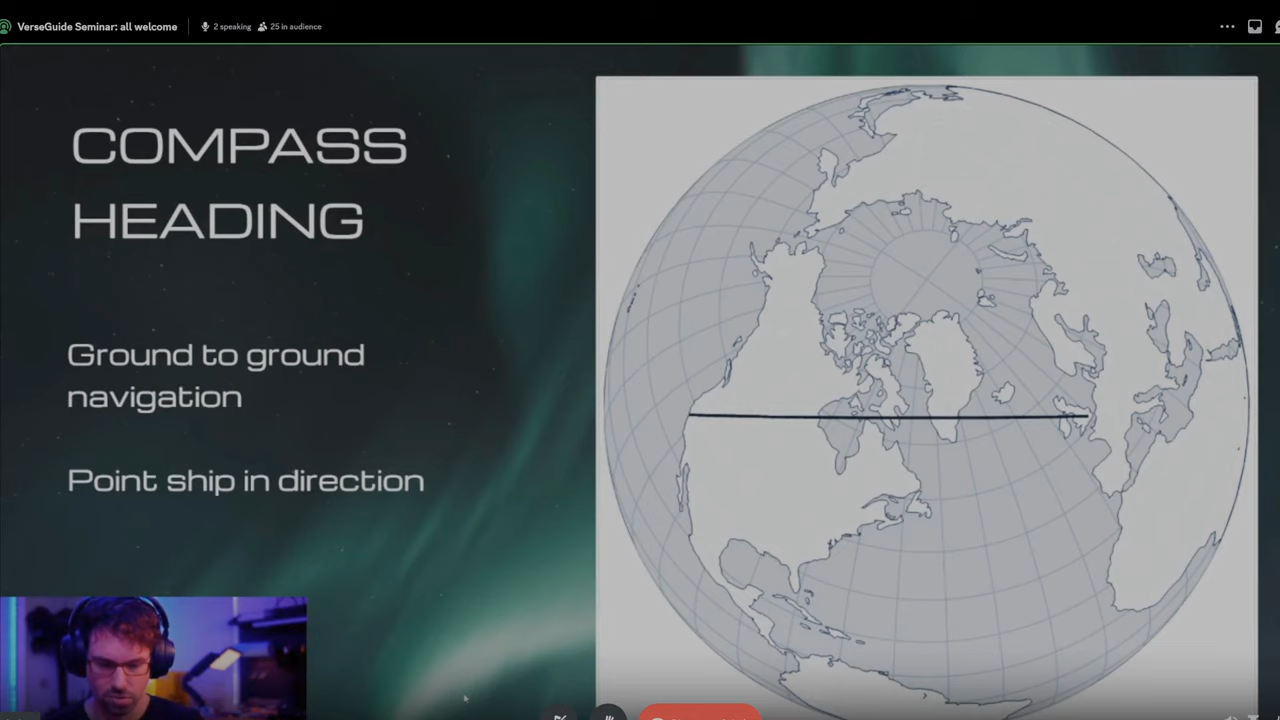 VerseGuide Seminar: all welcome
2 speaking
25 in audience
COMPASS
HEADING
Ground to ground
navigation
Point ship in direction